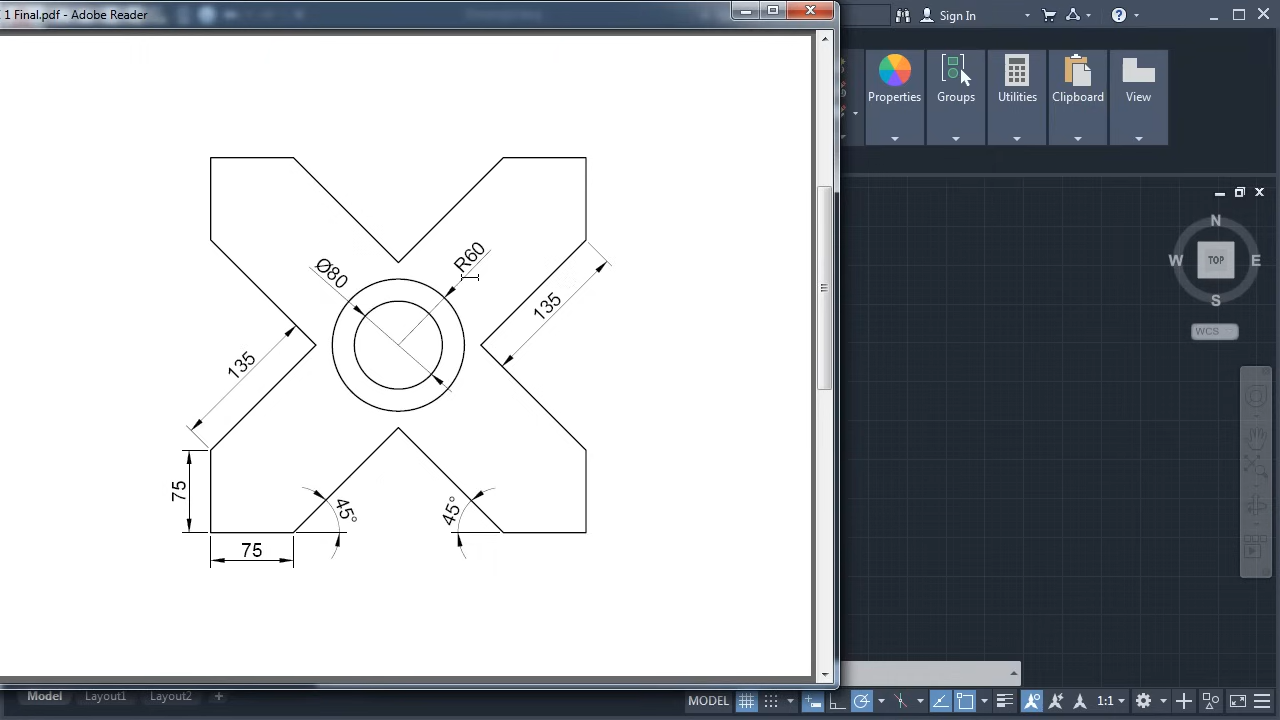 1 Final.pdf - Adobe Reader
Sign In
Properties
Groups
Utilities
Clipboard
View
N
W
TOP
E
S
WCS
Ø80
R60
135
135
75
75
45°
45°
Model
Layout1
Layout2
+
MODEL
1:1